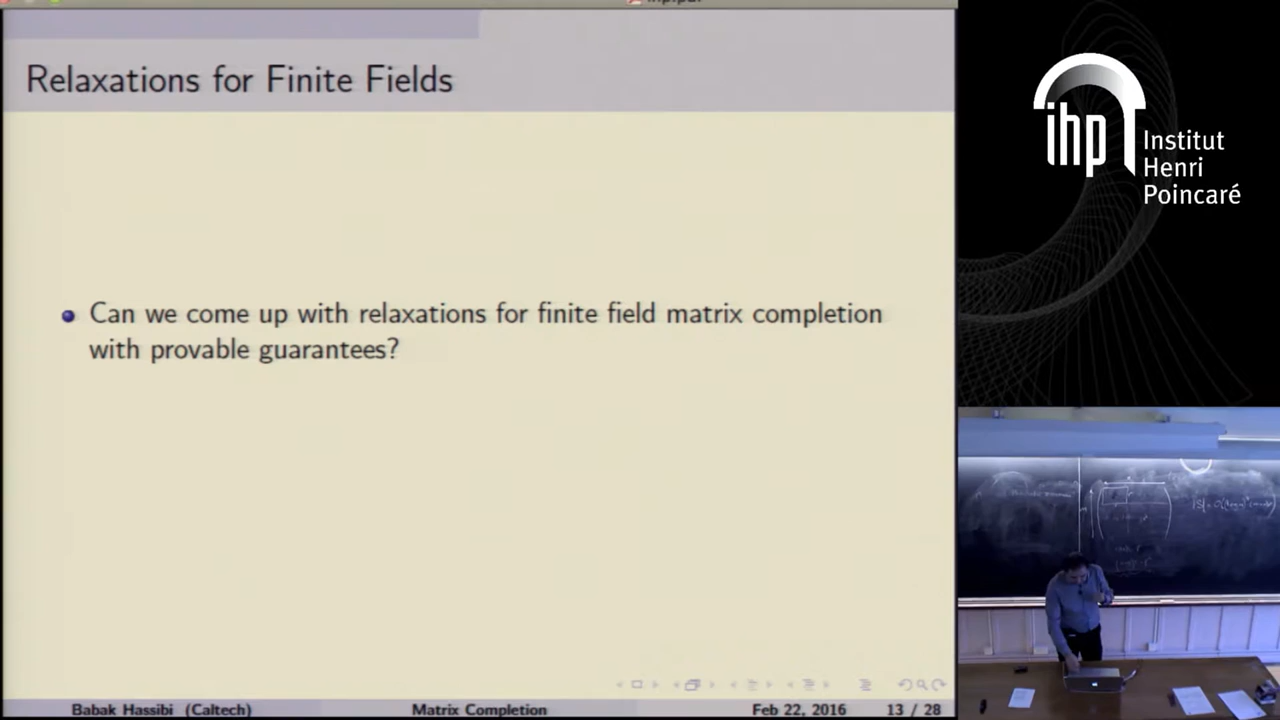 Relaxations for Finite Fields
Can we come up with relaxations for finite field matrix completion
with provable guarantees?
Babak Hassibi (Caltech)
Matrix Completion
Feb 22, 2016
13 / 28
ihp
Institut
Henri
Poincaré